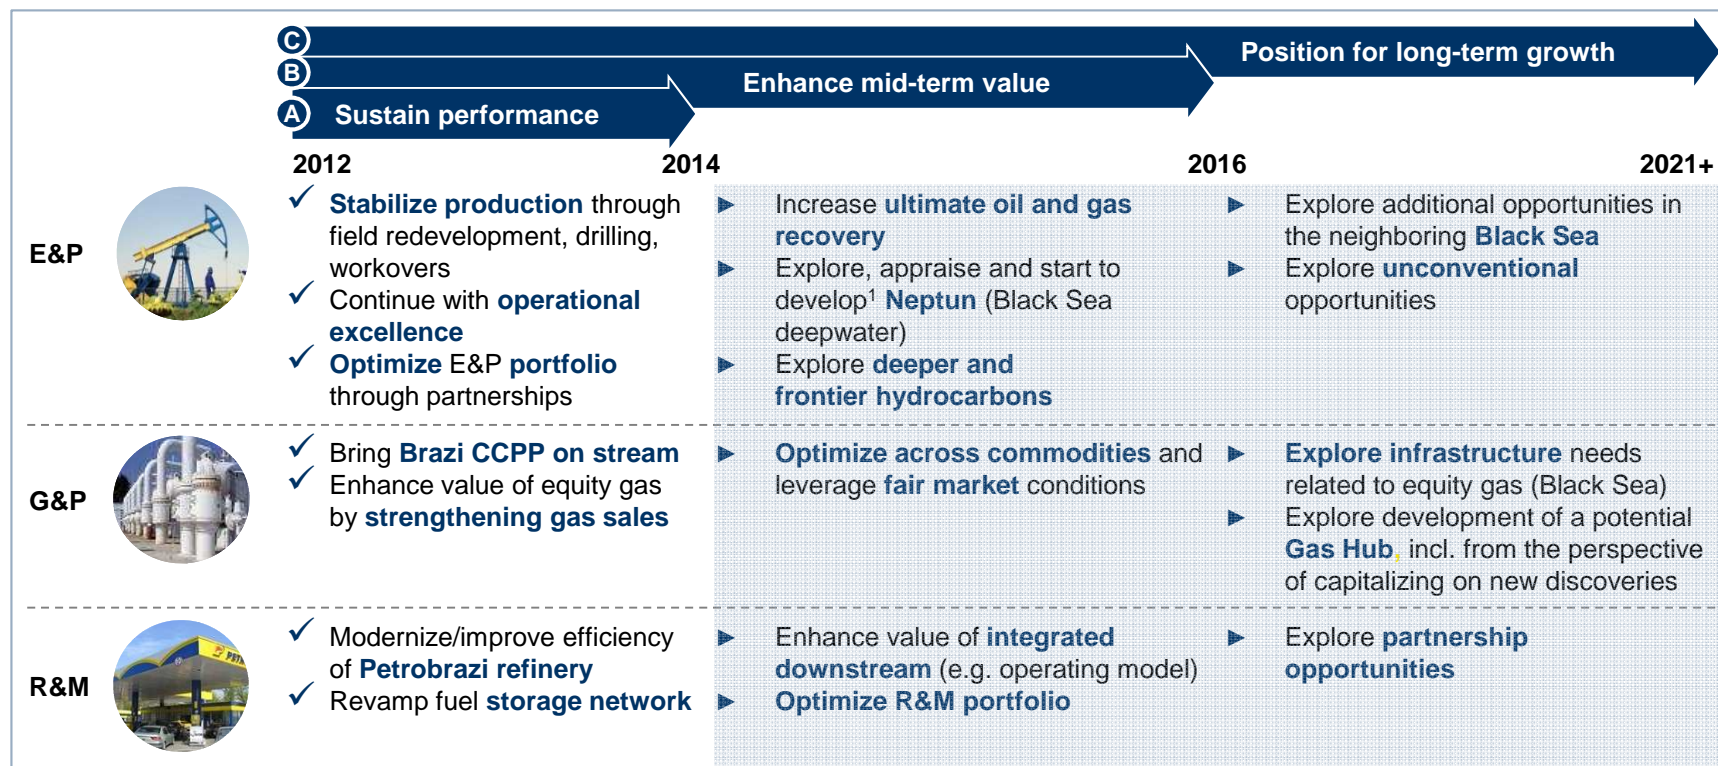 C
Position for long-term growth
B
Enhance mid-term value
A
Sustain performance
2012
2014
2016
2021+
E&P
✓ Stabilize production through
field redevelopment, drilling,
workovers
✓ Continue with operational
excellence
✓ Optimize E&P portfolio
through partnerships
► Increase ultimate oil and gas
recovery
► Explore, appraise and start to
develop¹ Neptun (Black Sea
deepwater)
► Explore deeper and
frontier hydrocarbons
► Explore additional opportunities in
the neighboring Black Sea
► Explore unconventional
opportunities
G&P
✓ Bring Brazi CCPP on stream
✓ Enhance value of equity gas
by strengthening gas sales
► Optimize across commodities and
leverage fair market conditions
► Explore infrastructure needs
related to equity gas (Black Sea)
► Explore development of a potential
Gas Hub, incl. from the perspective
of capitalizing on new discoveries
R&M
✓ Modernize/improve efficiency
of Petrobrazi refinery
✓ Revamp fuel storage network
► Enhance value of integrated
downstream (e.g. operating model)
► Optimize R&M portfolio
► Explore partnership
opportunities